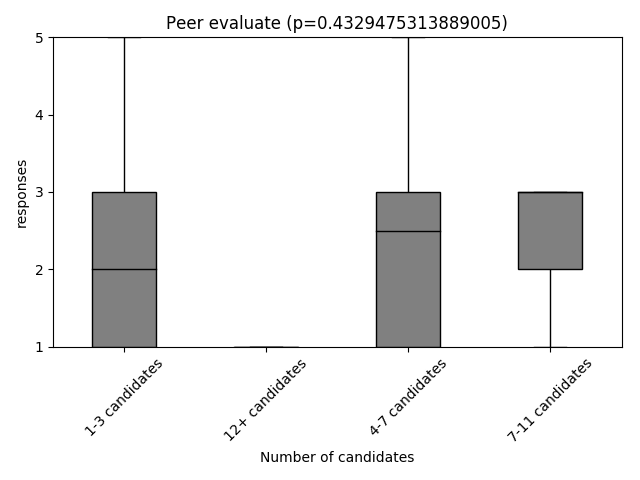 Peer evaluate (p=0.4329475313889005)
5
4
3
2
1
responses
1-3 candidates
12+ candidates
4-7 candidates
7-11 candidates
Number of candidates